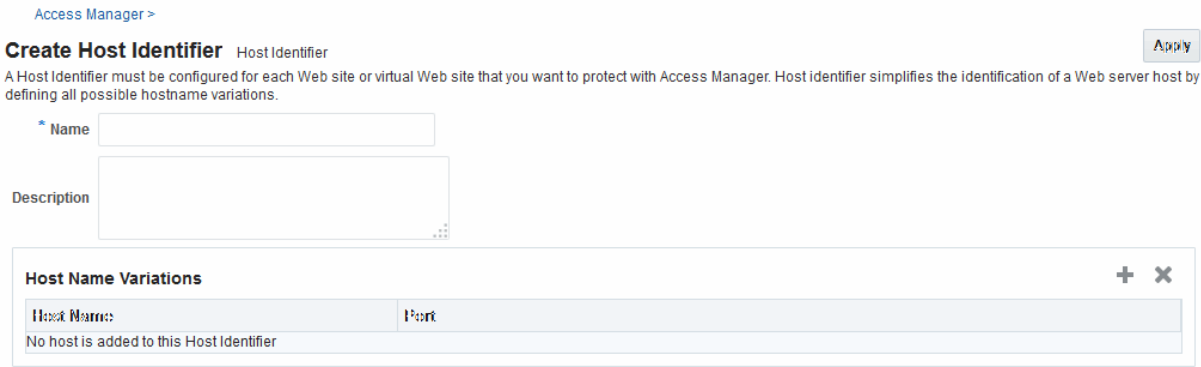 Access Manager >
Create Host Identifier Host Identifier
Apply
A Host Identifier must be configured for each Web site or virtual Web site that you want to protect with Access Manager. Host identifier simplifies the identification of a Web server host by
defining all possible hostname variations.
* Name
Description
Host Name Variations
Host Name Port
No host is added to this Host Identifier